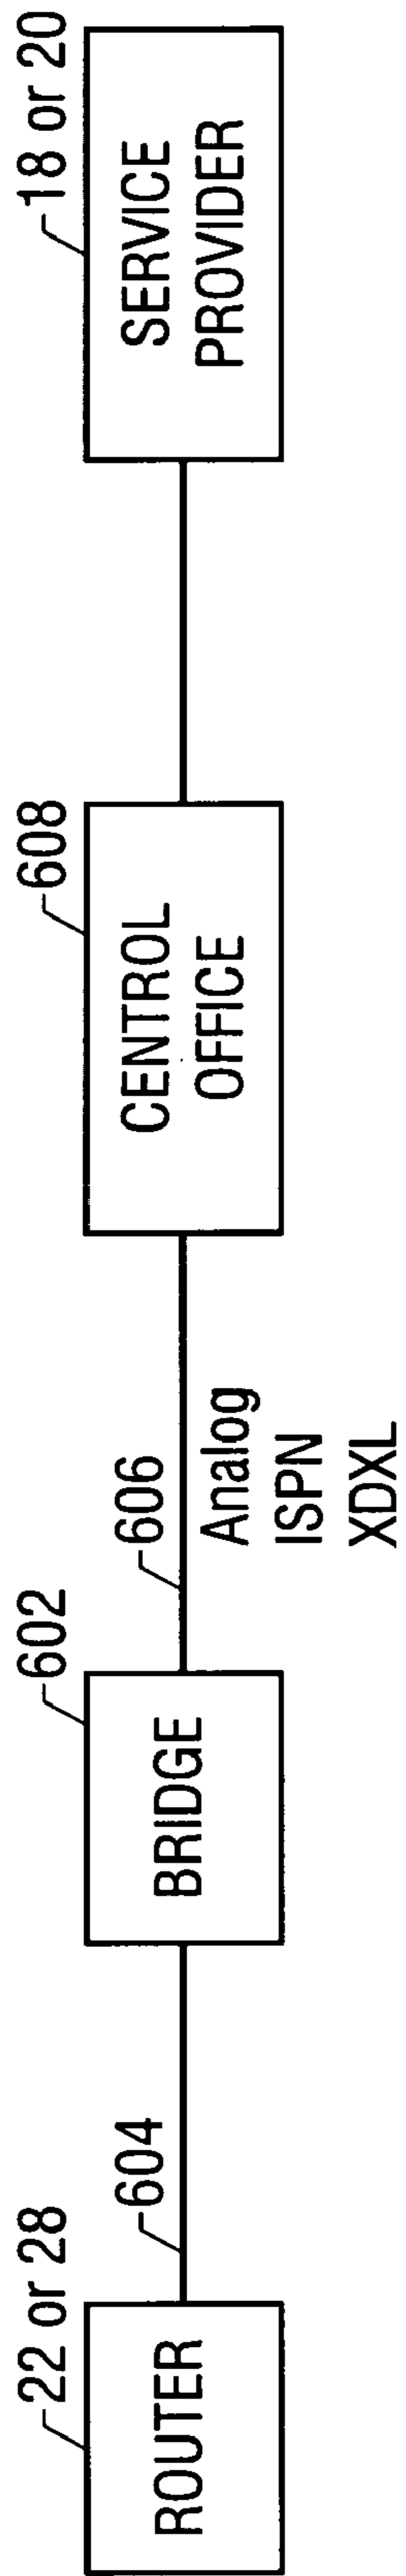 22 or 28
ROUTER
604
602
BRIDGE
606
Analog
ISPN
XDXL
608
CENTROL
OFFICE
18 or 20
SERVICE
PROVIDER